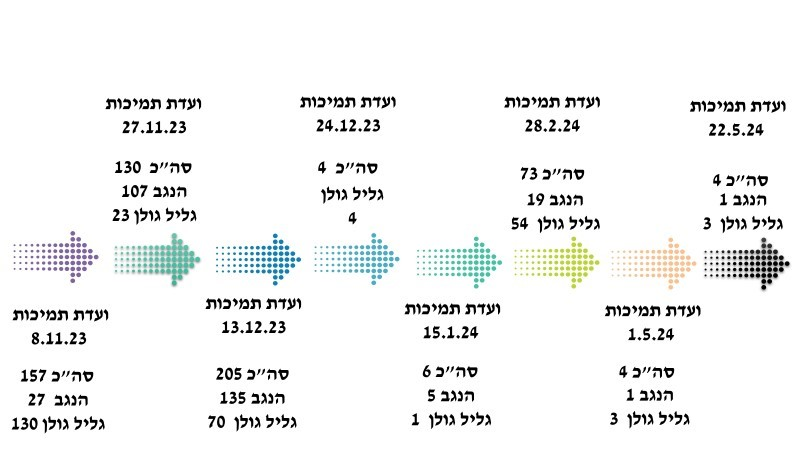 ועדת תמיכות
8.11.23
סה״כ 157
הנגב 27
גליל גולן 130
ועדת תמיכות
27.11.23
סה״כ 130
הנגב 107
גליל גולן 23
ועדת תמיכות
13.12.23
סה״כ 205
הנגב 135
גליל גולן 70
ועדת תמיכות
24.12.23
סה״כ 4
גליל גולן
4
ועדת תמיכות
15.1.24
סה״כ 6
הנגב 5
גליל גולן 1
ועדת תמיכות
28.2.24
סה״כ 73
הנגב 19
גליל גולן 54
ועדת תמיכות
1.5.24
סה״כ 4
הנגב 1
גליל גולן 3
ועדת תמיכות
22.5.24
סה״כ 4
הנגב 1
גליל גולן 3